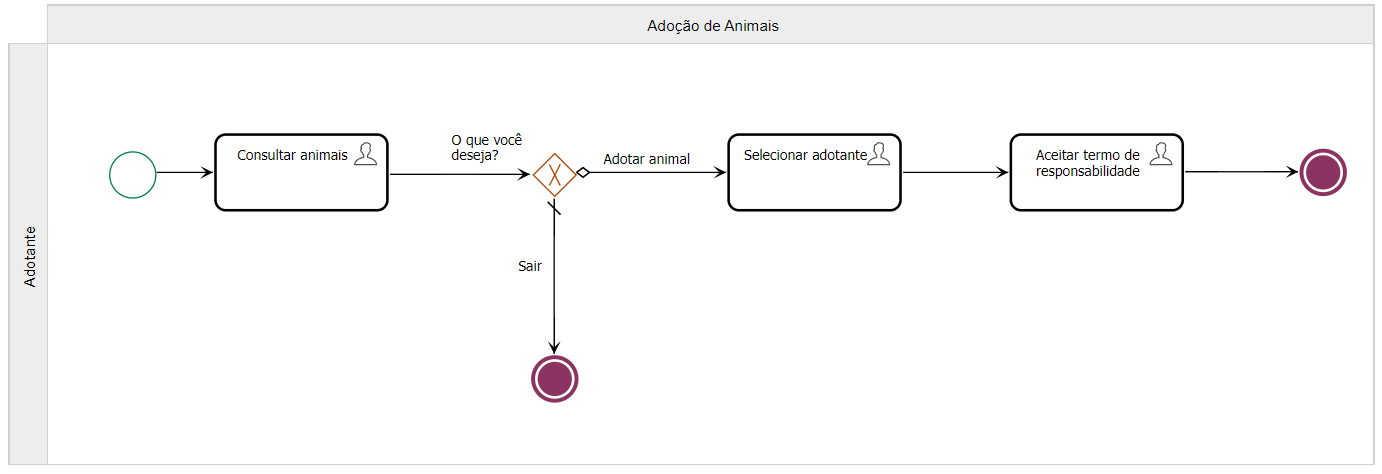 Adoção de Animais
Adotante
Consultar animais
O que você
deseja?
X
Adotar animal
Selecionar adotante
Aceitar termo de
responsabilidade
Sair